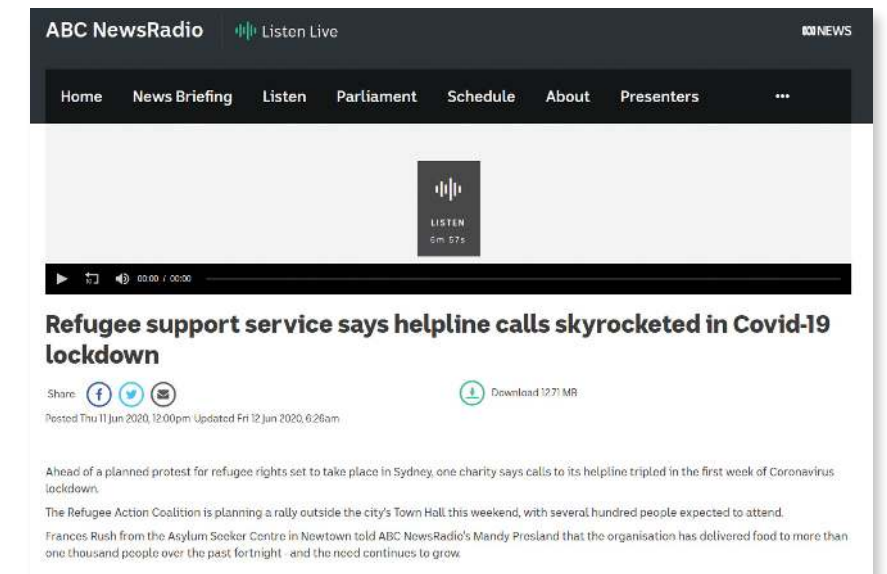 ABC NewsRadio Listen Live NEWS
Home News Briefing Listen Parliament Schedule About Presenters •••
LISTEN
6m 57s
00:00 / 00:00
Refugee support service says helpline calls skyrocketed in Covid-19
lockdown
Share Download 12.71 MB
Posted Thu 11 Jun 2020, 12:00pm Updated Fri 12 Jun 2020, 6:26am
Ahead of a planned protest for refugee rights set to take place in Sydney, one charity says calls to its helpline tripled in the first week of Coronavirus
lockdown.
The Refugee Action Coalition is planning a rally outside the city's Town Hall this weekend, with several hundred people expected to attend.
Frances Rush from the Asylum Seeker Centre in Newtown told ABC NewsRadio's Mandy Presland that the organisation has delivered food to more than
one thousand people over the past fortnight - and the need continues to grow.